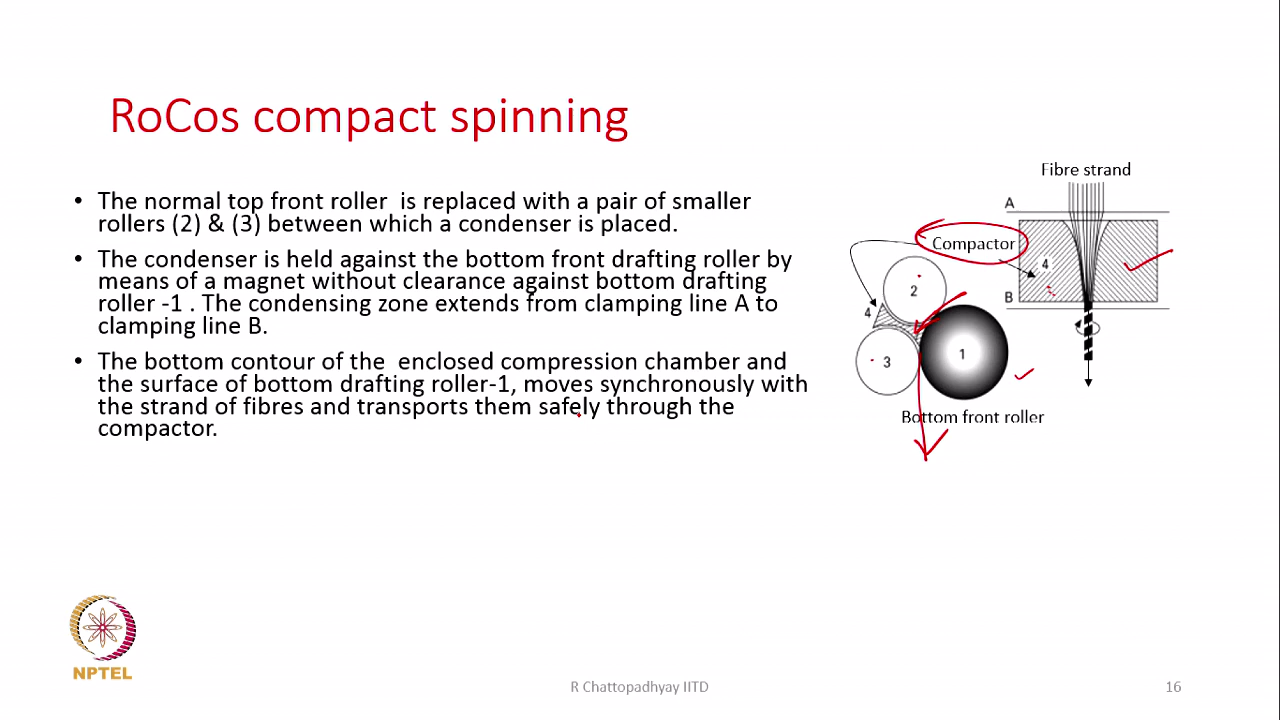 RoCos compact spinning
• The normal top front roller is replaced with a pair of smaller
rollers (2) & (3) between which a condenser is placed.
• The condenser is held against the bottom front drafting roller by
means of a magnet without clearance against bottom drafting
roller -1 . The condensing zone extends from clamping line A to
clamping line B.
• The bottom contour of the enclosed compression chamber and
the surface of bottom drafting roller-1, moves synchronously with
the strand of fibres and transports them safely through the
compactor.
Fibre strand
A
Compactor
4
B
2
4
3
1
Bottom front roller
NPTEL
R Chattopadhyay IITD
16